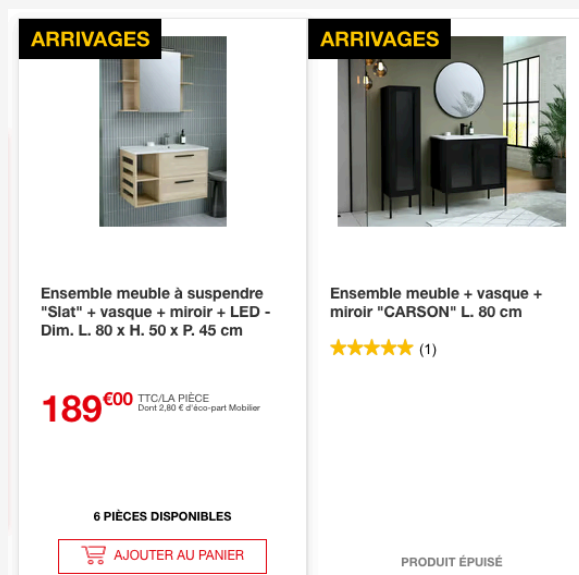 ARRIVAGES
Ensemble meuble à suspendre
"Slat" + vasque + miroir + LED -
Dim. L. 80 x H. 50 x P. 45 cm
189€00 TTC/LA PIÈCE
Dont 2,80 € d'éco-part Mobilier
6 PIÈCES DISPONIBLES
AJOUTER AU PANIER
ARRIVAGES
Ensemble meuble + vasque +
miroir "CARSON" L. 80 cm
(1)
PRODUIT ÉPUISÉ